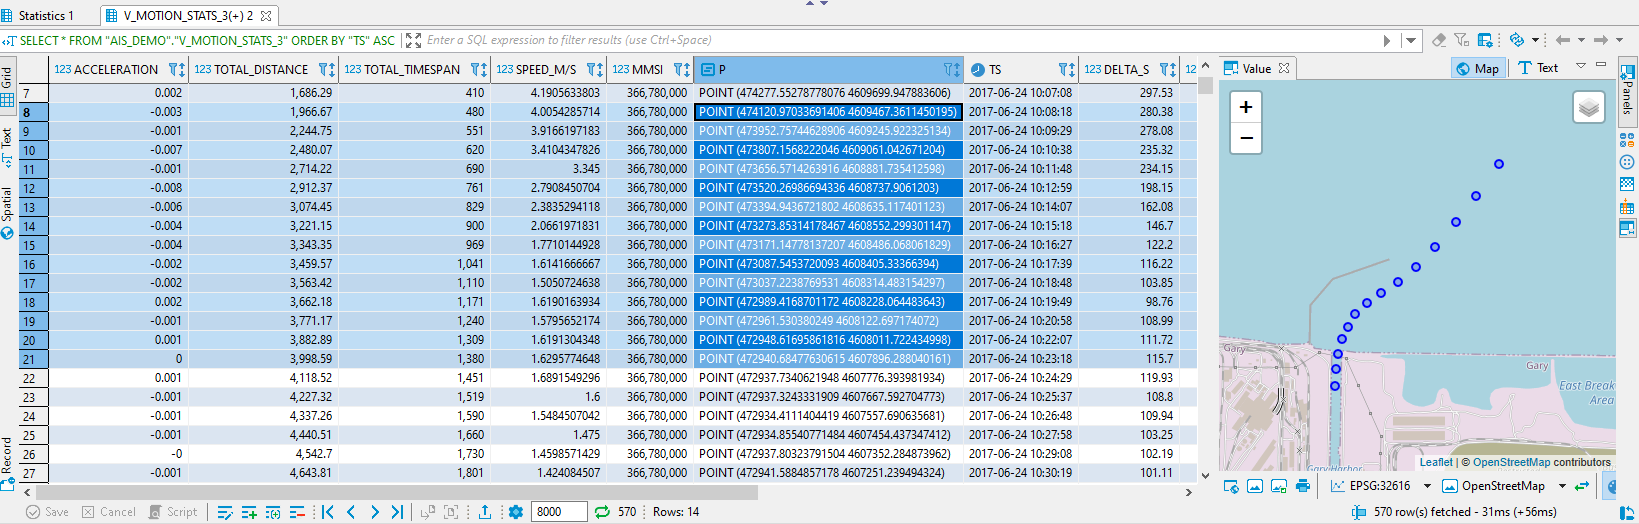 Statistics 1
V_MOTION_STATS_3(+) 2
SELECT * FROM "AIS_DEMO"."V_MOTION_STATS_3" ORDER BY "TS" ASC
Enter a SQL expression to filter results (use Ctrl+Space)
Grid
Text
Spatial
Record
123 ACCELERATION 123 TOTAL_DISTANCE 123 TOTAL_TIMESPAN 123 SPEED_M/S 123 MMSI P TS 123 DELTA_S 123
7 0.002 1,686.29 410 4.1905633803 366,780,000 POINT (474277.55278778076 4609699.947883606) 2017-06-24 10:07:08 297.53
8 -0.003 1,966.67 480 4.0054285714 366,780,000 POINT (474120.97033691406 4609467.3611450195) 2017-06-24 10:08:18 280.38
9 -0.001 2,244.75 551 3.9166197183 366,780,000 POINT (473952.75744628906 4609245.922325134) 2017-06-24 10:09:29 278.08
10 -0.007 2,480.07 620 3.4104347826 366,780,000 POINT (473807.1568222046 4609061.042671204) 2017-06-24 10:10:38 235.32
11 -0.001 2,714.22 690 3.345 366,780,000 POINT (473656.5714263916 4608881.735412598) 2017-06-24 10:11:48 234.15
12 -0.008 2,912.37 761 2.7908450704 366,780,000 POINT (473520.26986694336 4608737.9061203) 2017-06-24 10:12:59 198.15
13 -0.006 3,074.45 829 2.3835294118 366,780,000 POINT (473394.9436721802 4608635.117401123) 2017-06-24 10:14:07 162.08
14 -0.004 3,221.15 900 2.0661971831 366,780,000 POINT (473273.85314178467 4608552.299301147) 2017-06-24 10:15:18 146.7
15 -0.004 3,343.35 969 1.7710144928 366,780,000 POINT (473171.14778137207 4608486.068061829) 2017-06-24 10:16:27 122.2
16 -0.002 3,459.57 1,041 1.6141666667 366,780,000 POINT (473087.5453720093 4608405.33366394) 2017-06-24 10:17:39 116.22
17 -0.002 3,563.42 1,110 1.5050724638 366,780,000 POINT (473037.2238769531 4608314.483154297) 2017-06-24 10:18:48 103.85
18 0.002 3,662.18 1,171 1.6190163934 366,780,000 POINT (472989.4168701172 4608228.064483643) 2017-06-24 10:19:49 98.76
19 -0.001 3,771.17 1,240 1.5795652174 366,780,000 POINT (472961.530380249 4608122.697174072) 2017-06-24 10:20:58 108.99
20 0.001 3,882.89 1,309 1.6191304348 366,780,000 POINT (472948.61695861816 4608011.722434998) 2017-06-24 10:22:07 111.72
21 0 3,998.59 1,380 1.6295774648 366,780,000 POINT (472940.68477630615 4607896.288040161) 2017-06-24 10:23:18 115.7
22 0.001 4,118.52 1,451 1.6891549296 366,780,000 POINT (472937.7340621948 4607776.393981934) 2017-06-24 10:24:29 119.93
23 -0.001 4,227.32 1,519 1.6 366,780,000 POINT (472937.3243331909 4607667.592704773) 2017-06-24 10:25:37 108.8
24 -0.001 4,337.26 1,590 1.5484507042 366,780,000 POINT (472934.4111404419 4607557.690635681) 2017-06-24 10:26:48 109.94
25 -0.001 4,440.51 1,660 1.475 366,780,000 POINT (472934.85540771484 4607454.437347412) 2017-06-24 10:27:58 103.25
26 -0 4,542.7 1,730 1.4598571429 366,780,000 POINT (472937.80323791504 4607352.284873962) 2017-06-24 10:29:08 102.19
27 -0.001 4,643.81 1,801 1.424084507 366,780,000 POINT (472941.5884857178 4607251.239494324) 2017-06-24 10:30:19 101.11
Value
Map
Text
Panels
+
−
Gary
Gary
East Break
Area
Gary Harbor
Leaflet | © OpenStreetMap contributors
EPSG:32616
OpenStreetMap
Save
Cancel
Script
8000
570
Rows: 14
570 row(s) fetched - 31ms (+56ms)